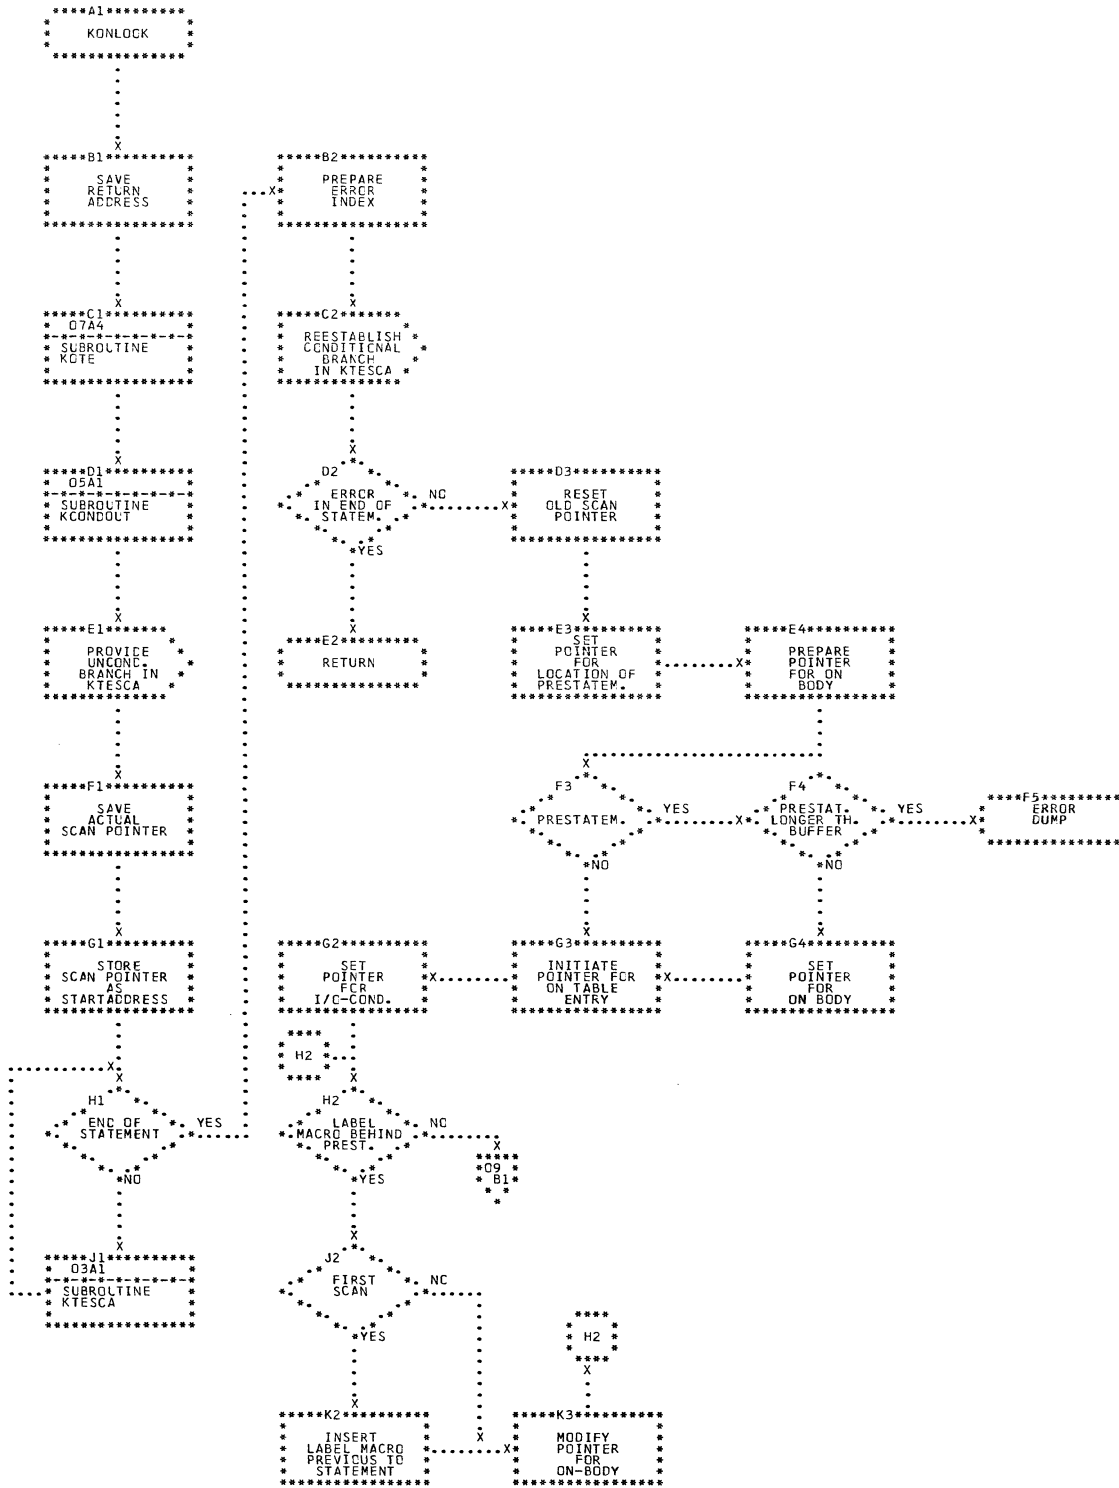 A1
KONLOCK
B1
SAVE
RETURN
ADDRESS
B2
PREPARE
ERROR
INDEX
C1
07A4
SUBROUTINE
KOTE
C2
REESTABLISH
CONDITIONAL
BRANCH
IN KTESCA
D1
05A1
SUBROUTINE
KCONDOUT
D2
ERROR
IN END OF
STATEM.
NO
YES
D3
RESET
OLD SCAN
POINTER
E1
PROVIDE
UNCOND.
BRANCH IN
KTESCA
E2
RETURN
E3
SET
POINTER
FOR
LOCATION OF
PRESTATEM.
E4
PREPARE
POINTER
FOR ON
BODY
F1
SAVE
ACTUAL
SCAN POINTER
F3
PRESTATEM.
YES
NO
F4
PRESTAT.
LONGER TH.
BUFFER
YES
NO
F5
ERROR
DUMP
G1
STORE
SCAN POINTER
AS
STARTADDRESS
G2
SET
POINTER
FOR
I/O-COND.
G3
INITIATE
POINTER FOR
ON TABLE
ENTRY
G4
SET
POINTER
FOR
ON BODY
H2
H1
END OF
STATEMENT
YES
NO
H2
LABEL
MACRO BEHIND
PREST.
NO
YES
09
B1
J1
03A1
SUBROUTINE
KTESCA
J2
FIRST
SCAN
NO
YES
H2
K2
INSERT
LABEL MACRO
PREVIOUS TO
STATEMENT
K3
MODIFY
POINTER
FOR
ON-BODY